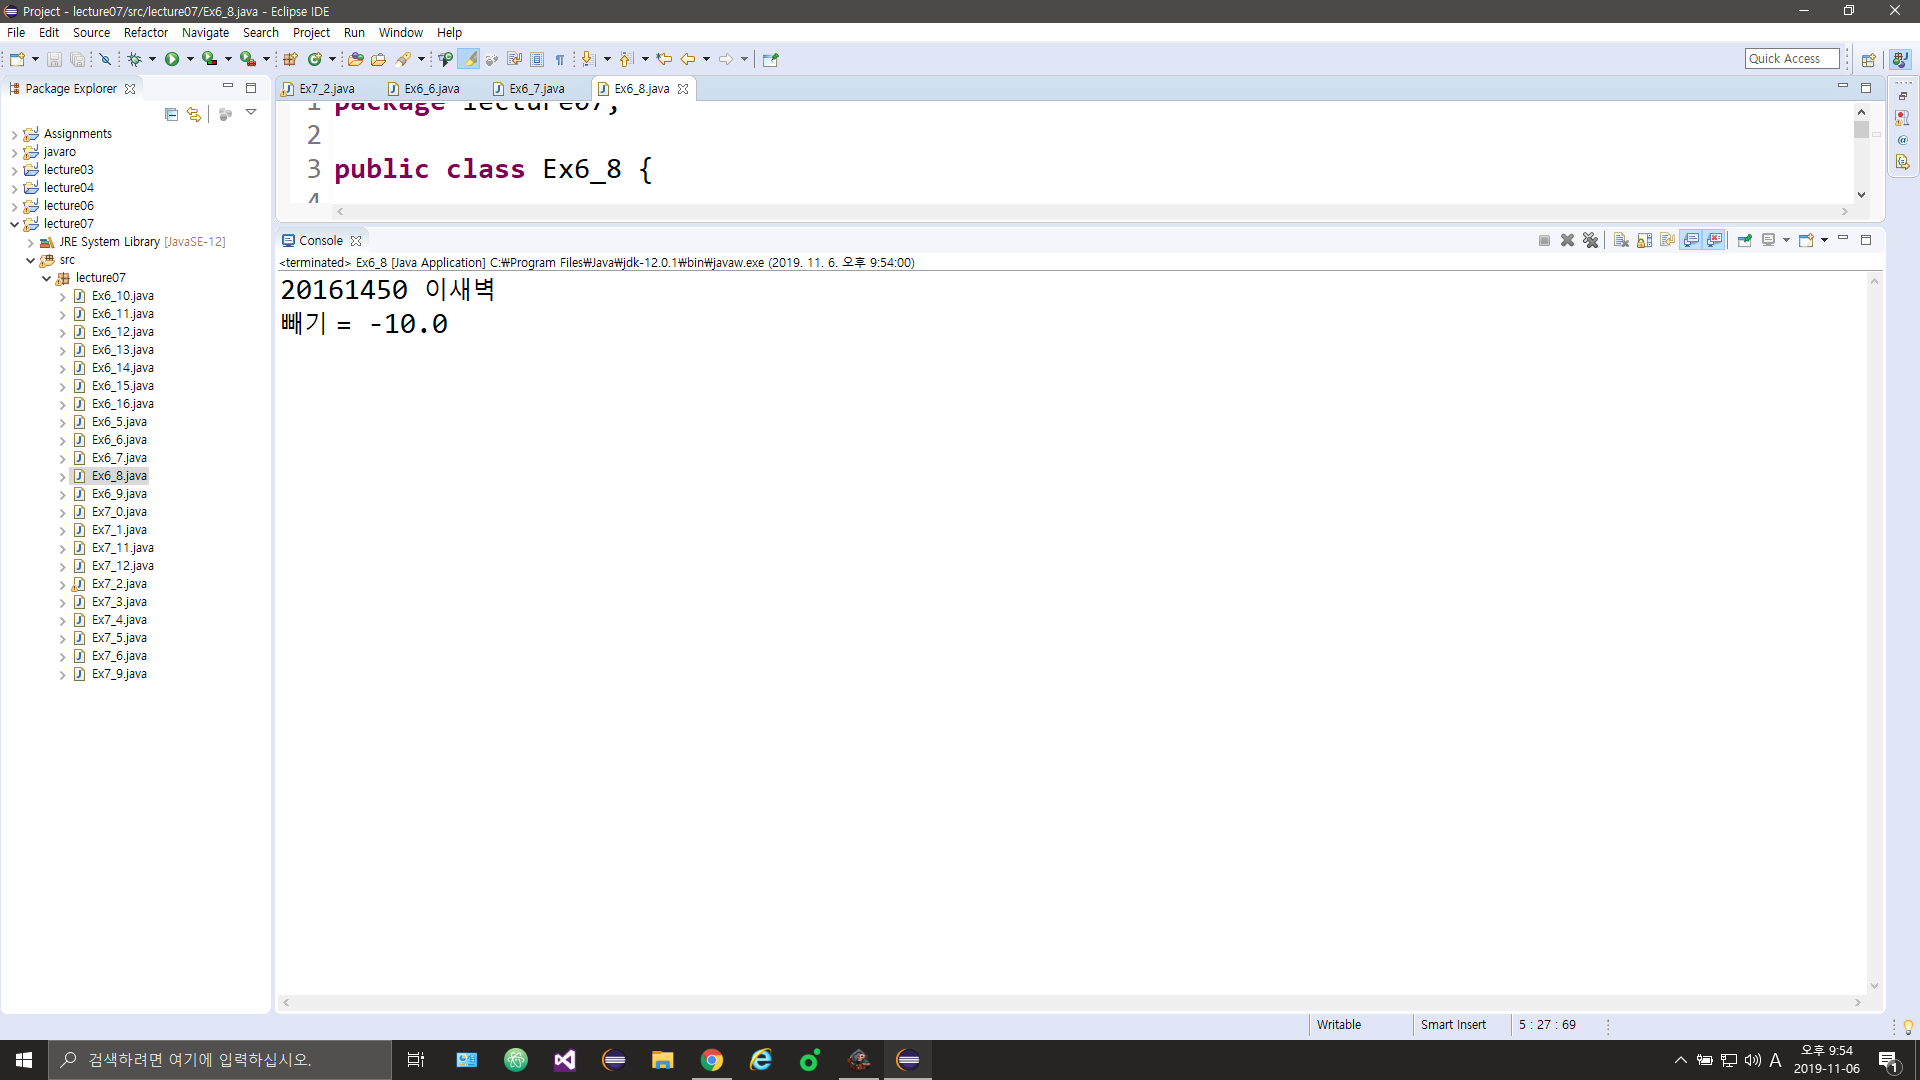 Project - lecture07/src/lecture07/Ex6_8.java - Eclipse IDE
File Edit Source Refactor Navigate Search Project Run Window Help
Quick Access
Package Explorer
Ex7_2.java Ex6_6.java Ex6_7.java Ex6_8.java
1 package lecture07;
2
3 public class Ex6_8 {
4
Assignments
javaro
lecture03
lecture04
lecture06
lecture07
JRE System Library [JavaSE-12]
src
lecture07
Ex6_10.java
Ex6_11.java
Ex6_12.java
Ex6_13.java
Ex6_14.java
Ex6_15.java
Ex6_16.java
Ex6_5.java
Ex6_6.java
Ex6_7.java
Ex6_8.java
Ex6_9.java
Ex7_0.java
Ex7_1.java
Ex7_11.java
Ex7_12.java
Ex7_2.java
Ex7_3.java
Ex7_4.java
Ex7_5.java
Ex7_6.java
Ex7_9.java
Console
<terminated> Ex6_8 [Java Application] C:₩Program Files₩Java₩jdk-12.0.1₩bin₩javaw.exe (2019. 11. 6. 오후 9:54:00)
20161450 이새벽
빼기 = -10.0
Writable Smart Insert 5 : 27 : 69
검색하려면 여기에 입력하십시오.
A
오후 9:54
2019-11-06
1